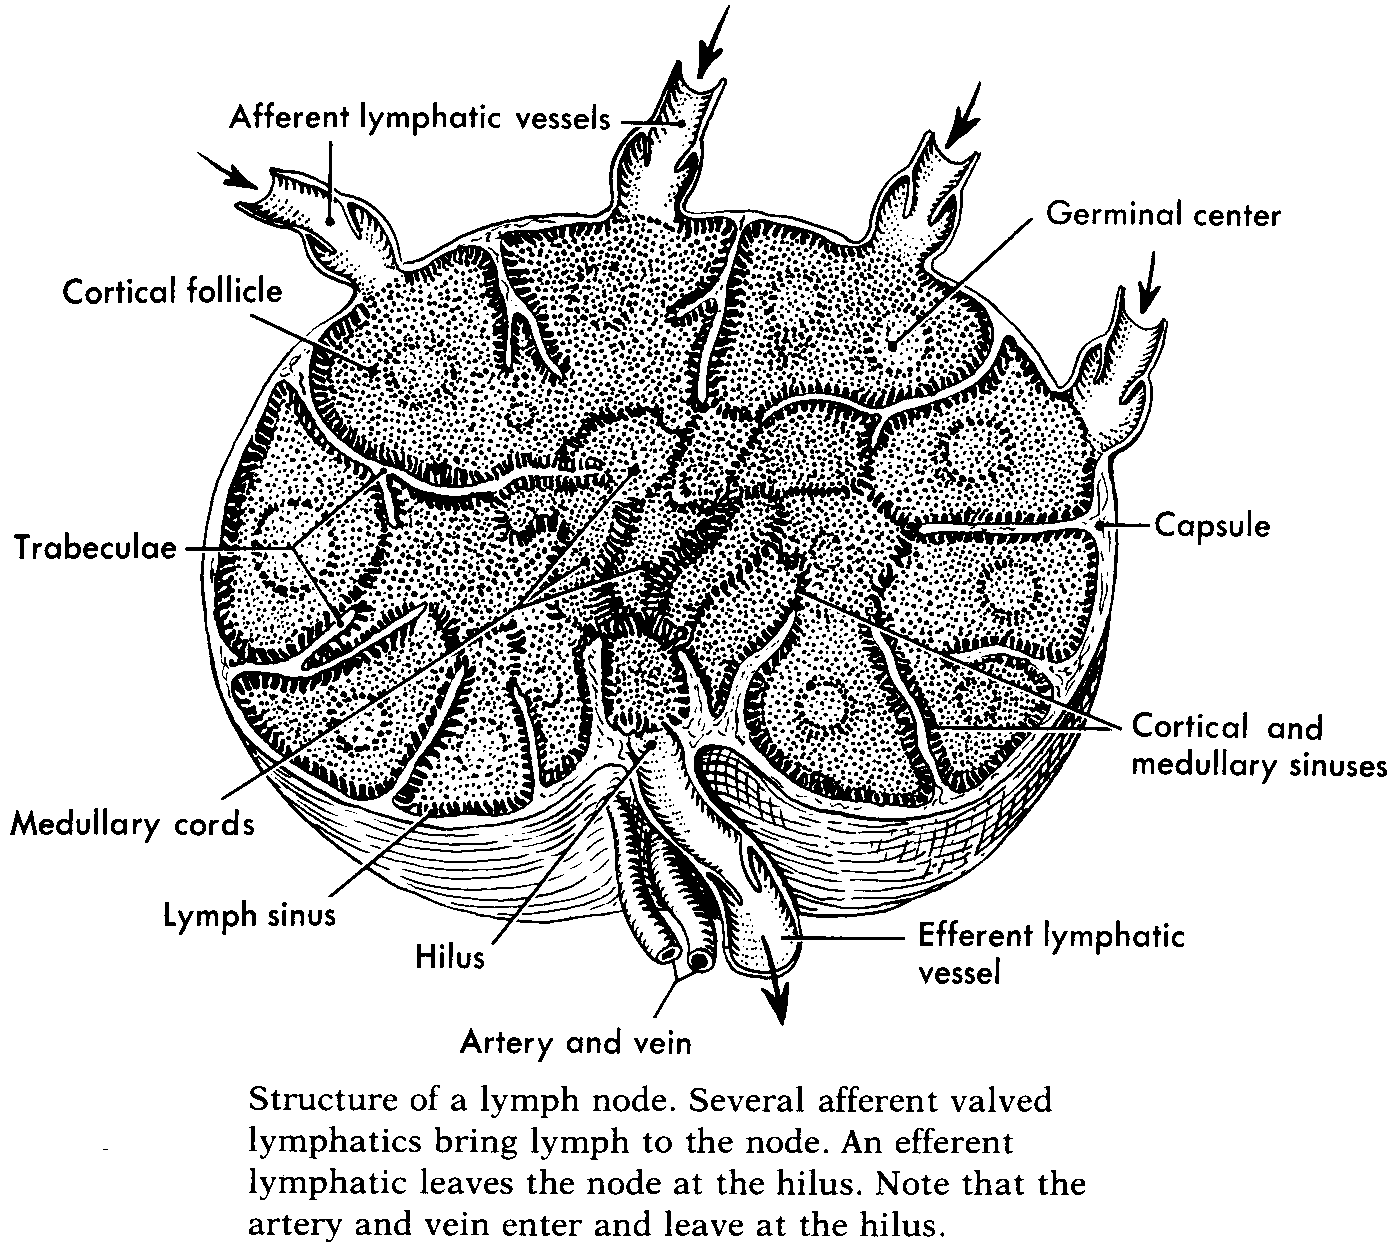 Afferent lymphatic vessels
Germinal center
Cortical follicle
Trabeculae
Capsule
Cortical and
medullary sinuses
Medullary cords
Lymph sinus
Hilus
Efferent lymphatic
vessel
Artery and vein
Structure of a lymph node. Several afferent valved
lymphatics bring lymph to the node. An efferent
lymphatic leaves the node at the hilus. Note that the
artery and vein enter and leave at the hilus.